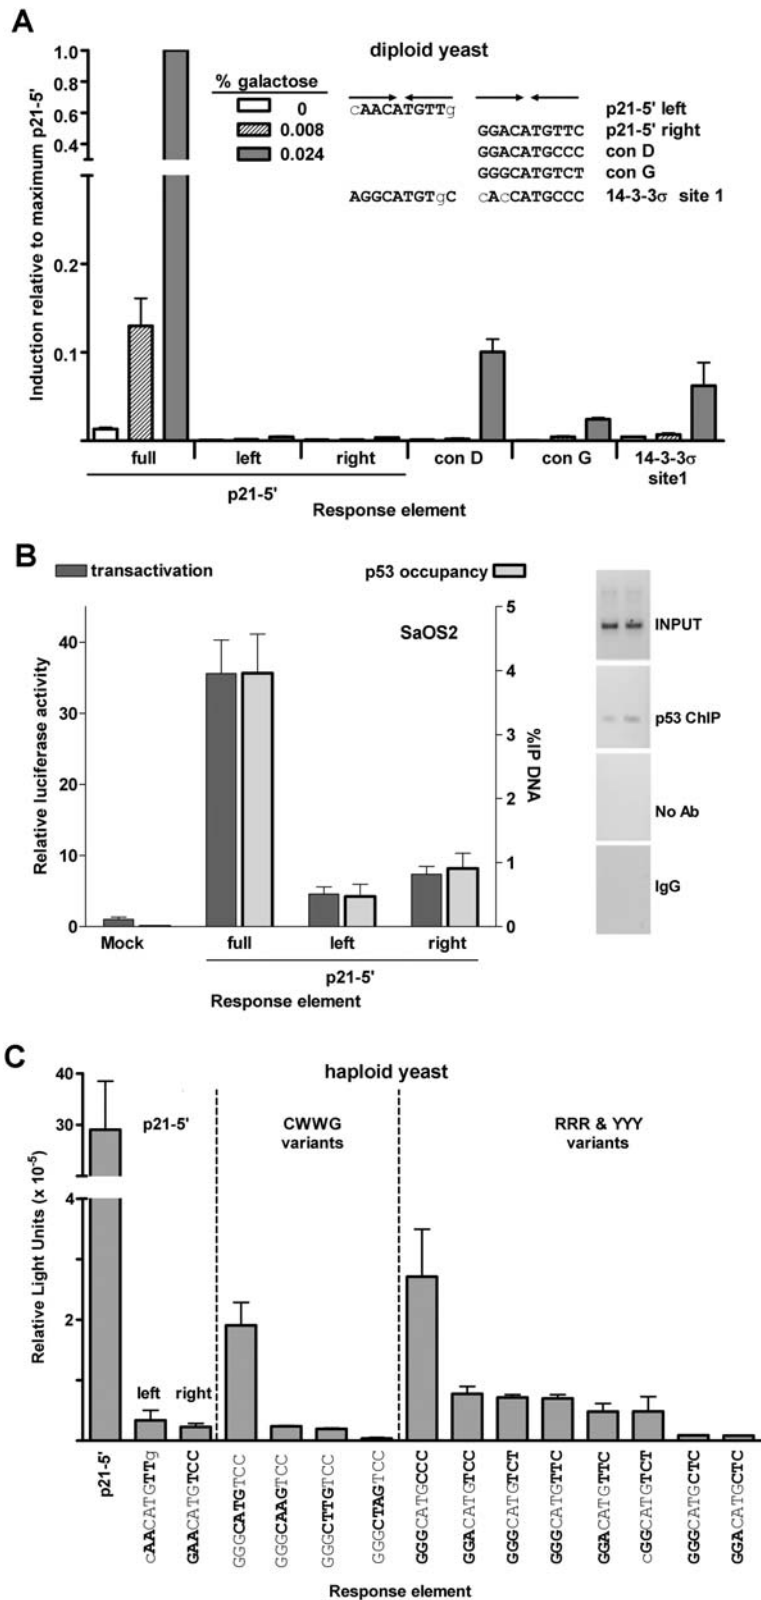 A
diploid yeast
Induction relative to maximum p21-5'
1.0
0.8
0.6
0.4
0.2
0.1
% galactose
0
0.008
0.024
cAACATGTTg p21-5' left
GGACATGTTC p21-5' right
GGACATGCCC con D
GGGCATGTCT con G
AGGCATGTgC cAcCATGCCC 14-3-3σ site 1
full left right con D con G 14-3-3σ
site1
p21-5'
Response element
B
transactivation p53 occupancy
SaOS2
Relative luciferase activity
40
30
20
10
0
%IP DNA
5
4
3
2
1
0
Mock full left right
p21-5'
Response element
INPUT
p53 ChIP
No Ab
IgG
C
haploid yeast
Relative Light Units (x 10-5)
40
30
4
2
p21-5' CWWG RRR & YYY
variants variants
left right
p21-5'
cAACATGTTg
GAACATGTCC
GGGCATGTCC
GGGCAAGTCC
GGGCTTGTCC
GGGCTAGTCC
GGGCATGCCC
GGACATGTCC
GGGCATGTCT
GGGCATGTTC
GGACATGTTC
cGGCATGTCT
GGGCATGCTC
GGACATGCTC
Response element